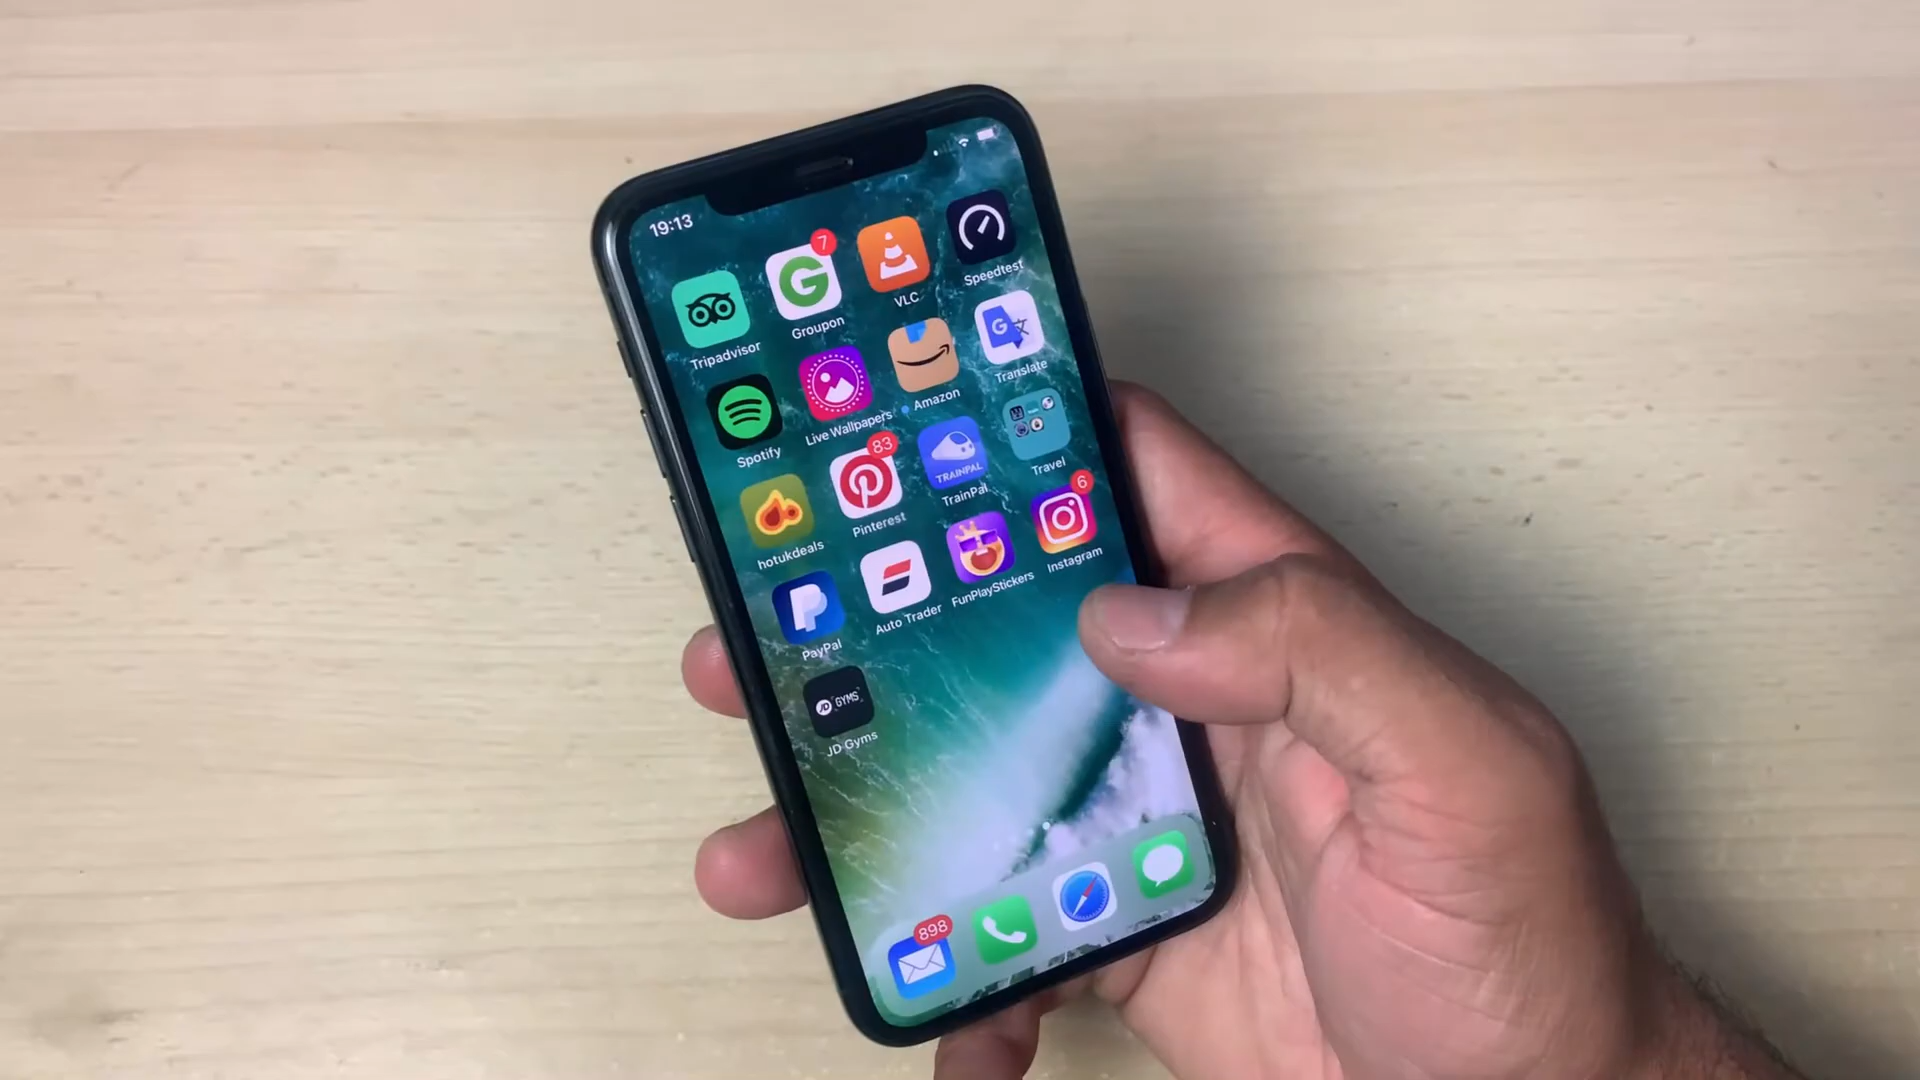 19:13
7
Tripadvisor
Groupon
VLC
Speedtest
Spotify
Live Wallpapers
Amazon
G
Translate
83
hotukdeals
Pinterest
TRAINPAL
TrainPal
Travel
6
PayPal
Auto Trader
FunPlayStickers
Instagram
JD GYMS
JD Gyms
898